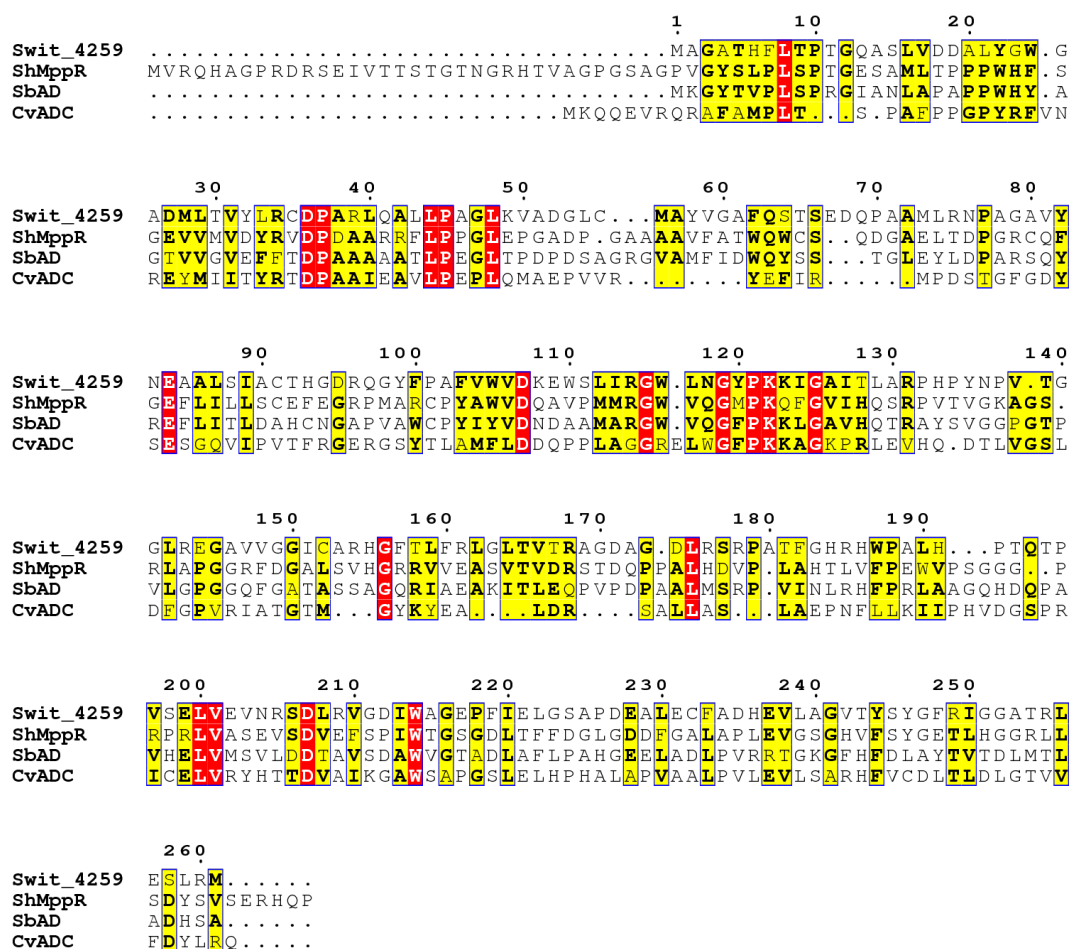 1 10 20
Swit_4259 ..................................MAGATHFLTPTGQASLVDDALYGW.G
ShMppR MVRQHAGPRDRSEIVTTSTGTNGRHTVAGPGSAGPVGYSLPLSPTGESAMLTPPPWHF.S
SbAD ..................................MKGYTVPLSPRGIANLAPAPPWHY.A
CvADC ...........................MKQQEVRQRAFAMPLT..S.PAFPPGPYRFVN
30 40 50 60 70 80
Swit_4259 ADMLTVYLRCDPARLQALLPAGLKVADGLC...MAYVGAFQSTSEDQPAAMLRNPAGAVY
ShMppR GEVVMVDYRVDPDAARRFLPPGLEPGADP.GAAAAVFATWQWCS..QDGAELTDPGRCQF
SbAD GTVVGVEFFTDPAAAAATLPEGLTPDPDSAGRGVAMFIDWQYSS...TGLEYLDPARSQY
CvADC REYMIITYRTDPAAIEAVLPEPLQMAEPVVR......YEFIR.....MPDSTGFGDY
90 100 110 120 130 140
Swit_4259 NEAALSIACTHGDRQGYFPAFVWVDKEWSLIRGW.LNGYPKKIGAITLARPHPYNPV.TG
ShMppR GEFLILLSCEFEGRPMARCPYAWVDQAVPMMRGW.VQGMPKQFGVIHQSRPVTVGKAGS.
SbAD REFLITLDAHCNGAPVAWCPYIYVDNDAAMARGW.VQGFPKKLGAVHQTRAYSVGGPGTP
CvADC SESGQVIPVTFRGERGSYTLAMFLDDQPPLAGGRELWGFPKKAGKPRLEVHQ.DTLVGSL
150 160 170 180 190
Swit_4259 GLREGAVVGGICARHGFTLFRLGLTVTRAGDAG.DLRSRPATFGHRHWPALH...PTQTP
ShMppR RLAPGGRFDGALSVHGRRVVEASVTVDRSTDQPPALHDVP.LAHTLVFPEWVPSGGG..P
SbAD VLGPGGQFGATASSAGQRIAEAKITLEQPVPDPAALMSRP.VINLRHFPRLAAGQHDQPA
CvADC DFGPVRIATGTM...GYKYEA...LDR....SALLAS...LAEPNFLLKIIPHVDGSPR
200 210 220 230 240 250
Swit_4259 VSELVEVNRSDLRVGDIWAGEPFIELGSAPDEALECFADHEVLAGVTYSYGFRIGGATRL
ShMppR RPRLVASEVSDVEFSPIWTGSGDLTFFDGLGDDFGALAPLEVGSGHVFSYGETLHGGRLL
SbAD VHELVMSVLDDTAVSDAWVGTADLAFLPAHGEELADLPVRRTGKGFHFDLAYTVTDLMTL
CvADC ICELVRYHTTDVAIKGAWSAPGSLELHPHALAPVAALPVLEVLSARHFVCDLTLDLGTVV
260
Swit_4259 ESLRM......
ShMppR SDYSVSERHQP
SbAD ADHSA......
CvADC FDYLRQ.....